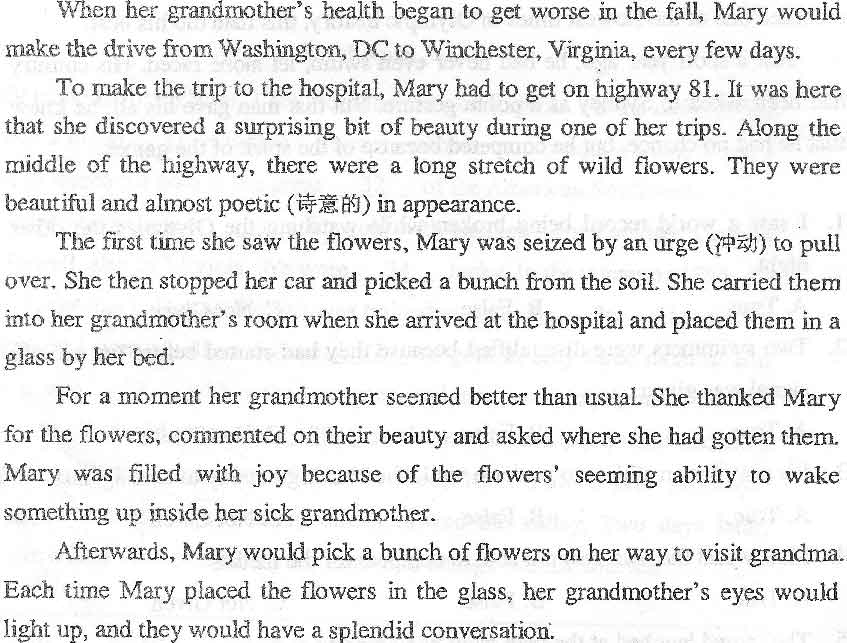 When her grandmother's health began to get worse in the fall, Mary would
make the drive from Washington, DC to Winchester, Virginia, every few days.
To make the trip to the hospital, Mary had to get on highway 81. It was here
that she discovered a surprising bit of beauty during one of her trips. Along the
middle of the highway, there were a long stretch of wild flowers. They were
beautiful and almost poetic (诗意的) in appearance.
The first time she saw the flowers, Mary was seized by an urge (冲动) to pull
over. She then stopped her car and picked a bunch from the soil. She carried them
into her grandmother's room when she arrived at the hospital and placed them in a
glass by her bed.
For a moment her grandmother seemed better than usual. She thanked Mary
for the flowers, commented on their beauty and asked where she had gotten them.
Mary was filled with joy because of the flowers' seeming ability to wake
something up inside her sick grandmother.
Afterwards, Mary would pick a bunch of flowers on her way to visit grandma.
Each time Mary placed the flowers in the glass, her grandmother's eyes would
light up, and they would have a splendid conversation.